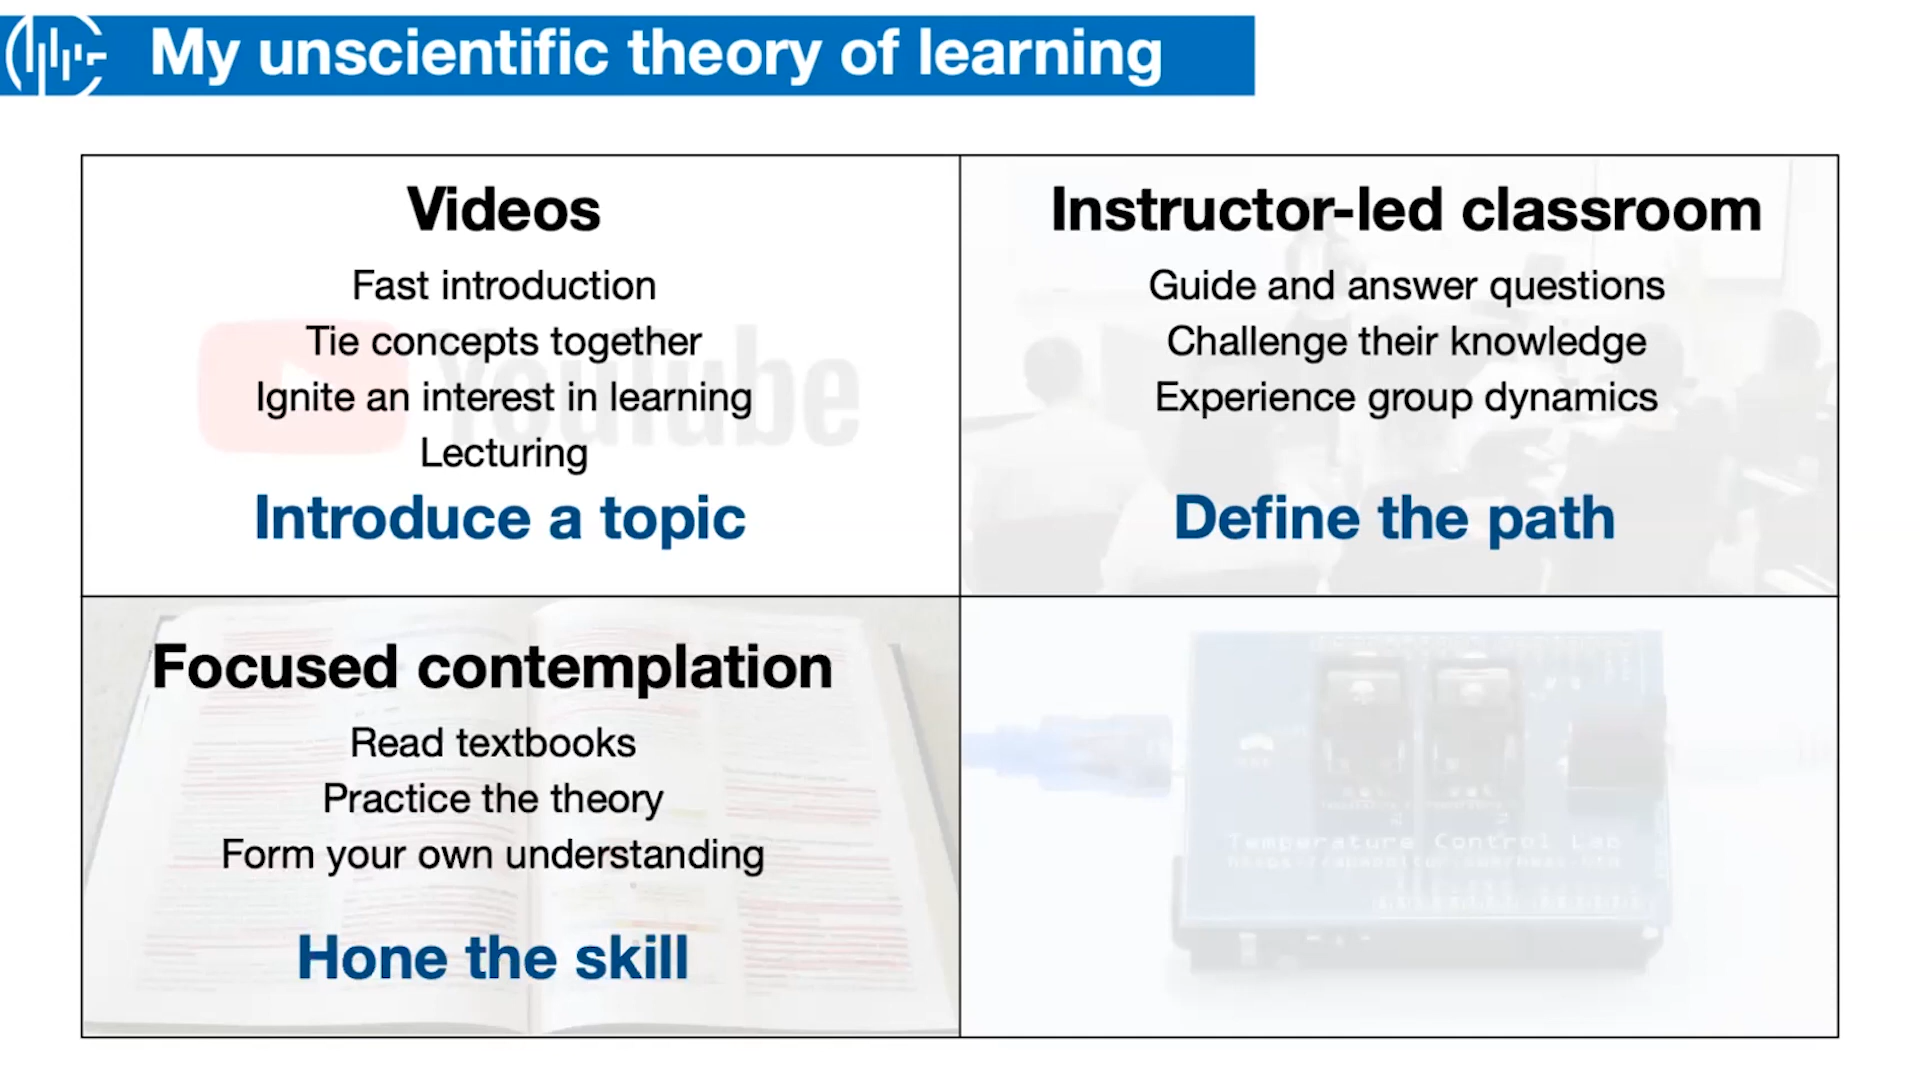 My unscientific theory of learning
Videos
Fast introduction
Tie concepts together
Ignite an interest in learning
Lecturing
Introduce a topic
YouTube
Instructor-led classroom
Guide and answer questions
Challenge their knowledge
Experience group dynamics
Define the path
Focused contemplation
Read textbooks
Practice the theory
Form your own understanding
Hone the skill
Temperature Control Lab